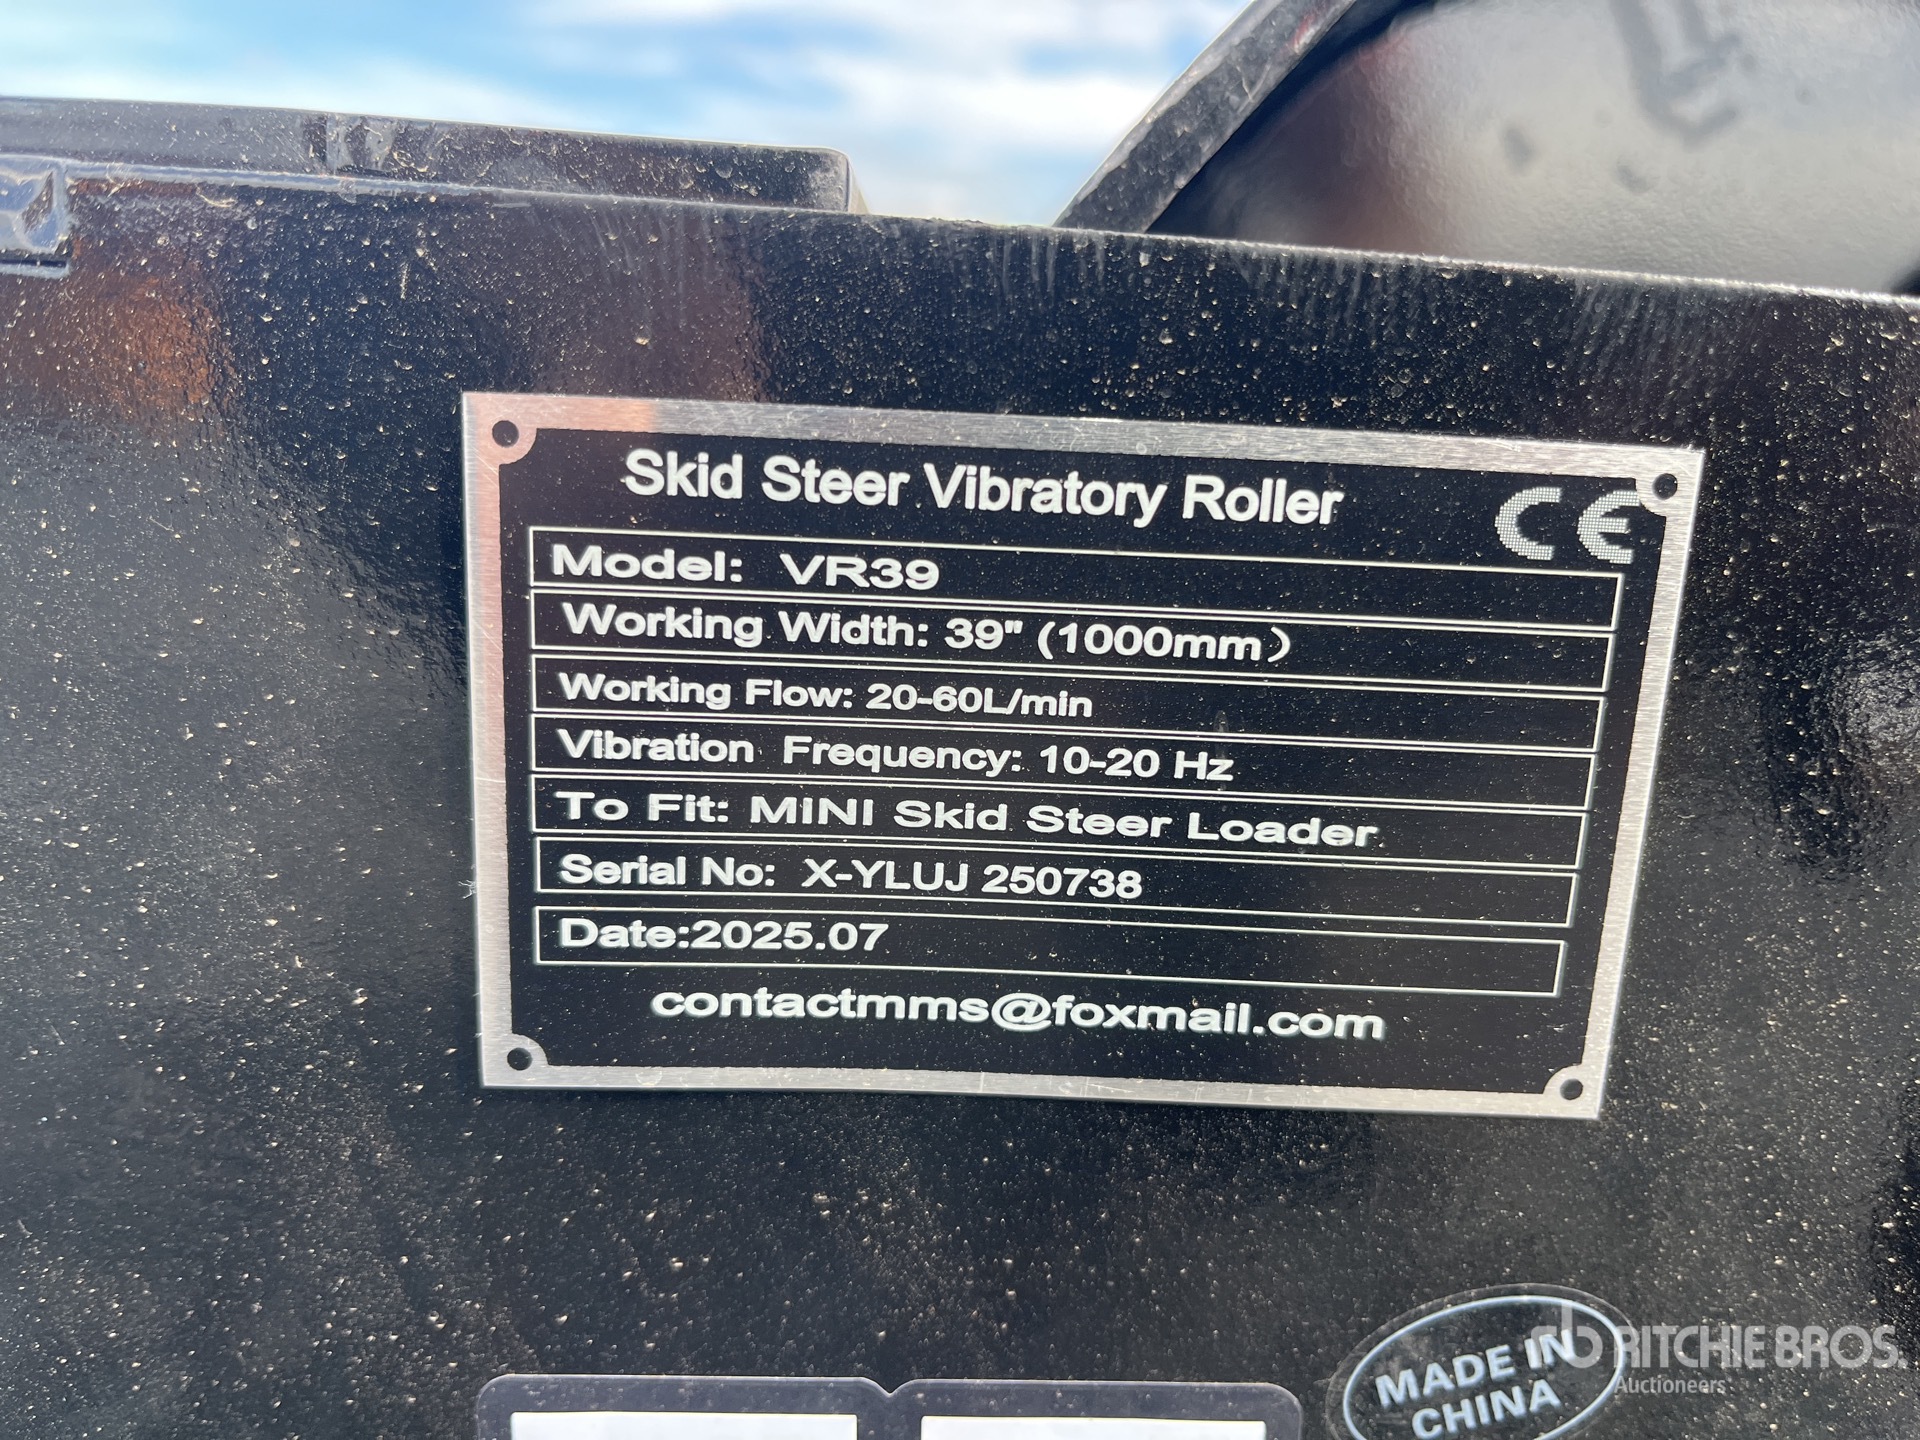 Skid Steer Vibratory Roller
CE
Model: VR39
Working Width: 39" (1000mm）
Working Flow: 20-60L/min
Vibration Frequency: 10-20 Hz
To Fit: MINI Skid Steer Loader
Serial No: X-YLUJ 250738
Date:2025.07
contactmms@foxmail.com
MADE IN
CHINA
rb RITCHIE BROS.
Auctioneers